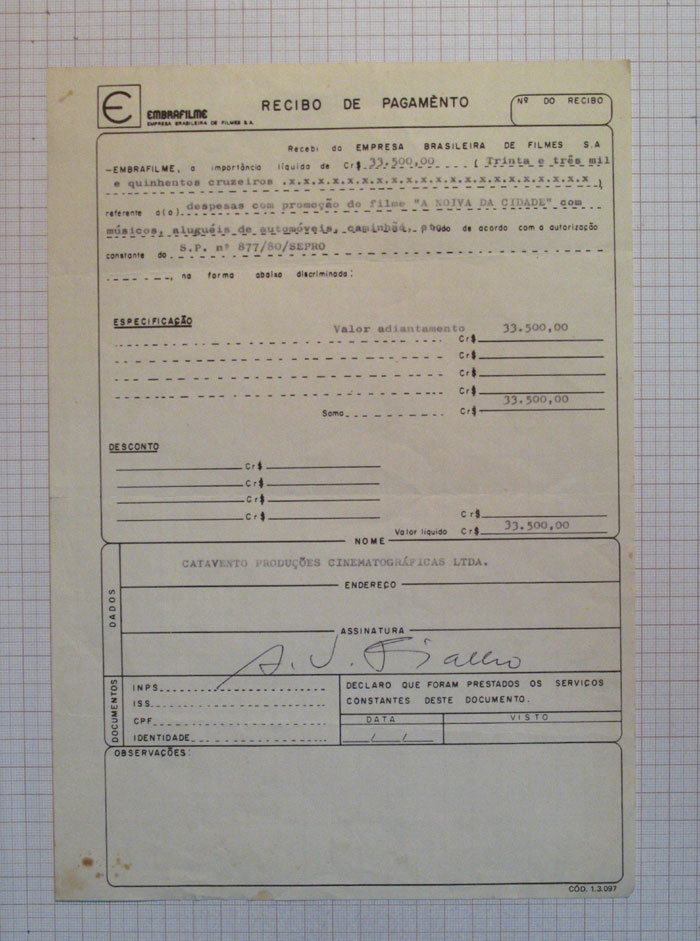 EMBRAFILME
EMPRESA BRASILEIRA DE FILMES S.A.
RECIBO DE PAGAMÊNTO
Nº DO RECIBO
Recebi da EMPRESA BRASILEIRA DE FILMES S.A
-EMBRAFILME, a importância líquida de Cr$ 33.500,00 ( Trinta e três mil
e quinhentos cruzeiros .x.x.x.x.x.x.x.x.x.x.x.x.x.x.x.x.x.x.x.x.x )
referente a(o) despesas com promoção do filme "A NOIVA DA CIDADE" com
músicos, aluguéis de automóveis, caminhão, tudo de acordo com a autorização
constante do S.P. nº 877/80/SEPRO
, na forma abaixo discriminada:
ESPECIFICAÇÃO
Valor adiantamento Cr$ 33.500,00
Cr$
Cr$
Cr$
Soma Cr$ 33.500,00
DESCONTO
Cr$
Cr$
Cr$
Cr$ Cr$
Valor líquido Cr$ 33.500,00
DADOS
NOME
CATAVENTO PRODUÇÕES CINEMATOGRÁFICAS LTDA.
ENDEREÇO
ASSINATURA
DOCUMENTOS
INPS
ISS
CPF
IDENTIDADE
DECLARO QUE FORAM PRESTADOS OS SERVIÇOS
CONSTANTES DESTE DOCUMENTO.
DATA VISTO
/ /
OBSERVAÇÕES:
CÓD. 1.3.097